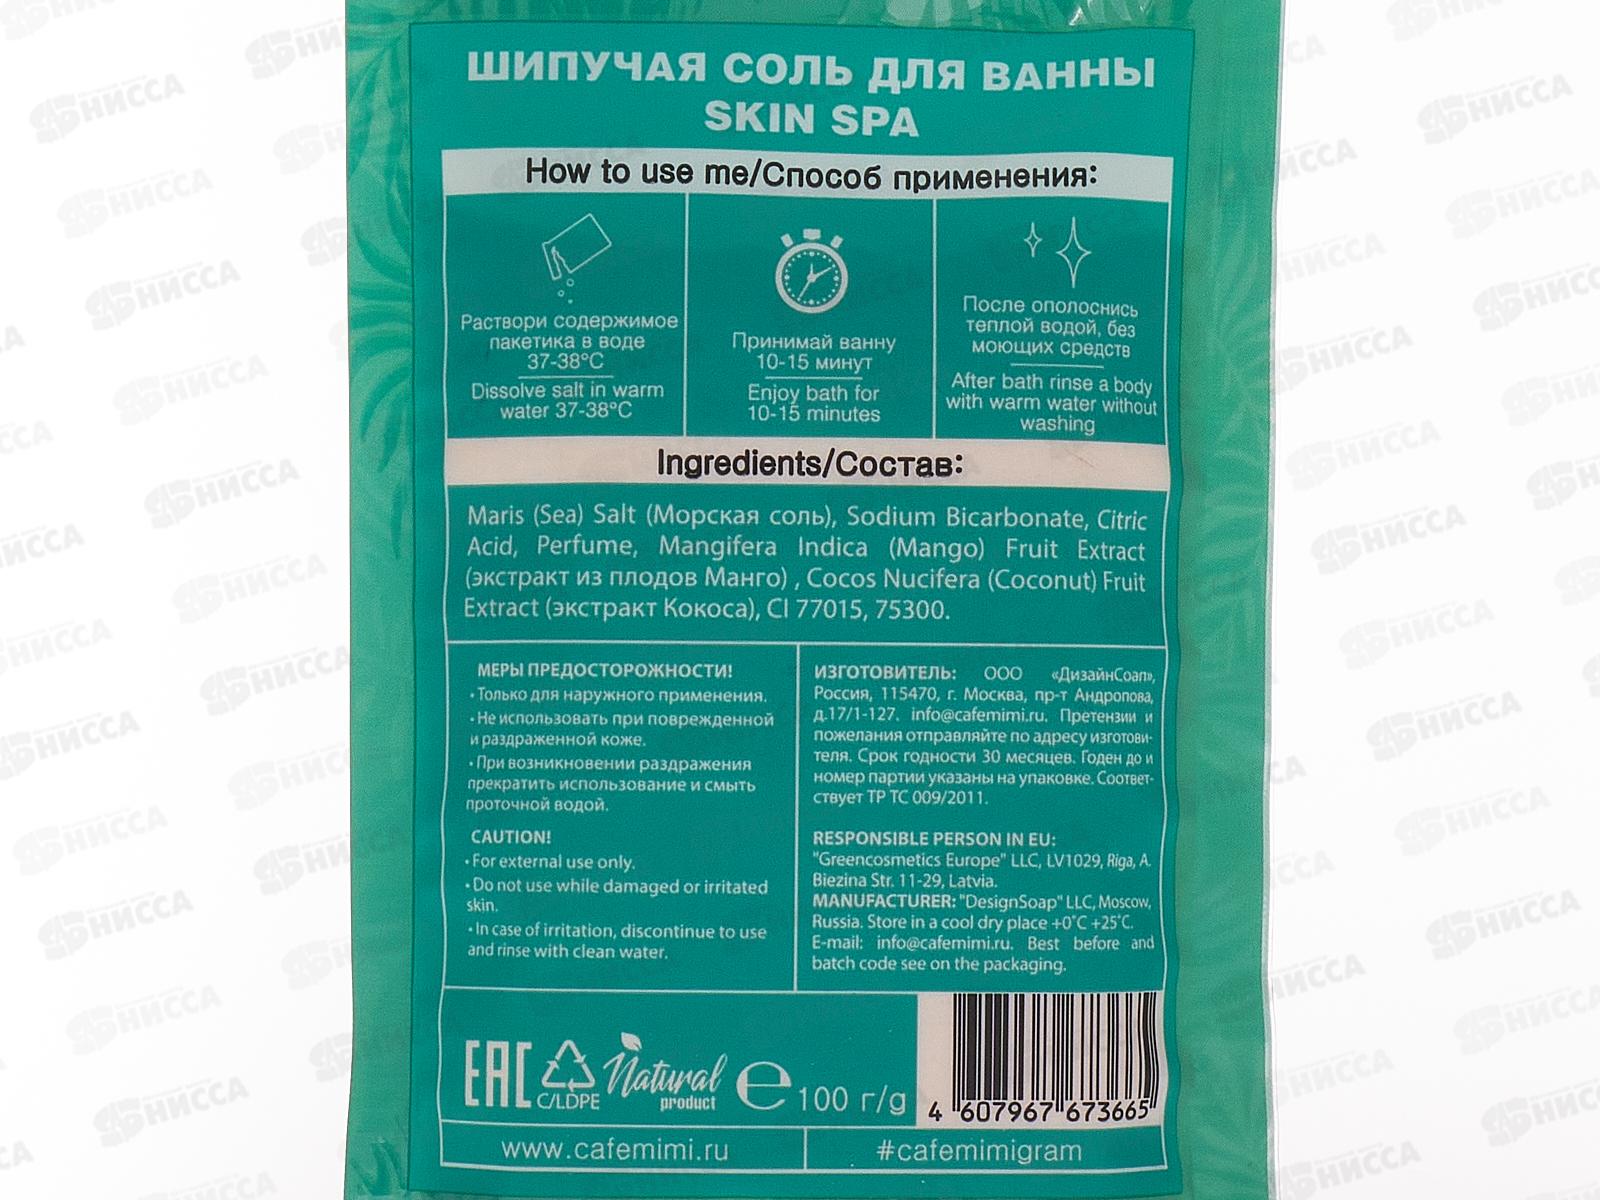 ШИПУЧАЯ СОЛЬ ДЛЯ ВАННЫ
SKIN SPA
How to use me/Способ применения:
Раствори содержимое
пакетика в воде
37-38°C
Dissolve salt in warm
water 37-38°C
Принимай ванну
10-15 минут
Enjoy bath for
10-15 minutes
После ополоснись
теплой водой, без
моющих средств
After bath rinse a body
with warm water without
washing
Ingredients/Состав:
Maris (Sea) Salt (Морская соль), Sodium Bicarbonate, Citric
Acid, Perfume, Mangifera Indica (Mango) Fruit Extract
(экстракт из плодов Манго) , Cocos Nucifera (Coconut) Fruit
Extract (экстракт Кокоса), CI 77015, 75300.
МЕРЫ ПРЕДОСТОРОЖНОСТИ!
• Только для наружного применения.
• Не использовать при поврежденной
и раздраженной коже.
• При возникновении раздражения
прекратить использование и смыть
проточной водой.
CAUTION!
• For external use only.
• Do not use while damaged or irritated
skin.
• In case of irritation, discontinue to use
and rinse with clean water.
ИЗГОТОВИТЕЛЬ: ООО «ДизайнСоап»,
Россия, 115470, г. Москва, пр-т Андропова,
д.17/1-127. info@cafemimi.ru. Претензии и
пожелания отправляйте по адресу изготови-
теля. Срок годности 30 месяцев. Годен до и
номер партии указаны на упаковке. Соответ-
ствует ТР ТС 009/2011.
RESPONSIBLE PERSON IN EU:
"Greencosmetics Europe" LLC, LV1029, Riga, A.
Biezina Str. 11-29, Latvia.
MANUFACTURER: "DesignSoap" LLC, Moscow,
Russia. Store in a cool dry place +0°C +25°C.
E-mail: info@cafemimi.ru. Best before and
batch code see on the packaging.
EAC
C/LDPE
Natural
product
e 100 г/g
4 607967 673665
www.cafemimi.ru
#cafemimigram
НИССА